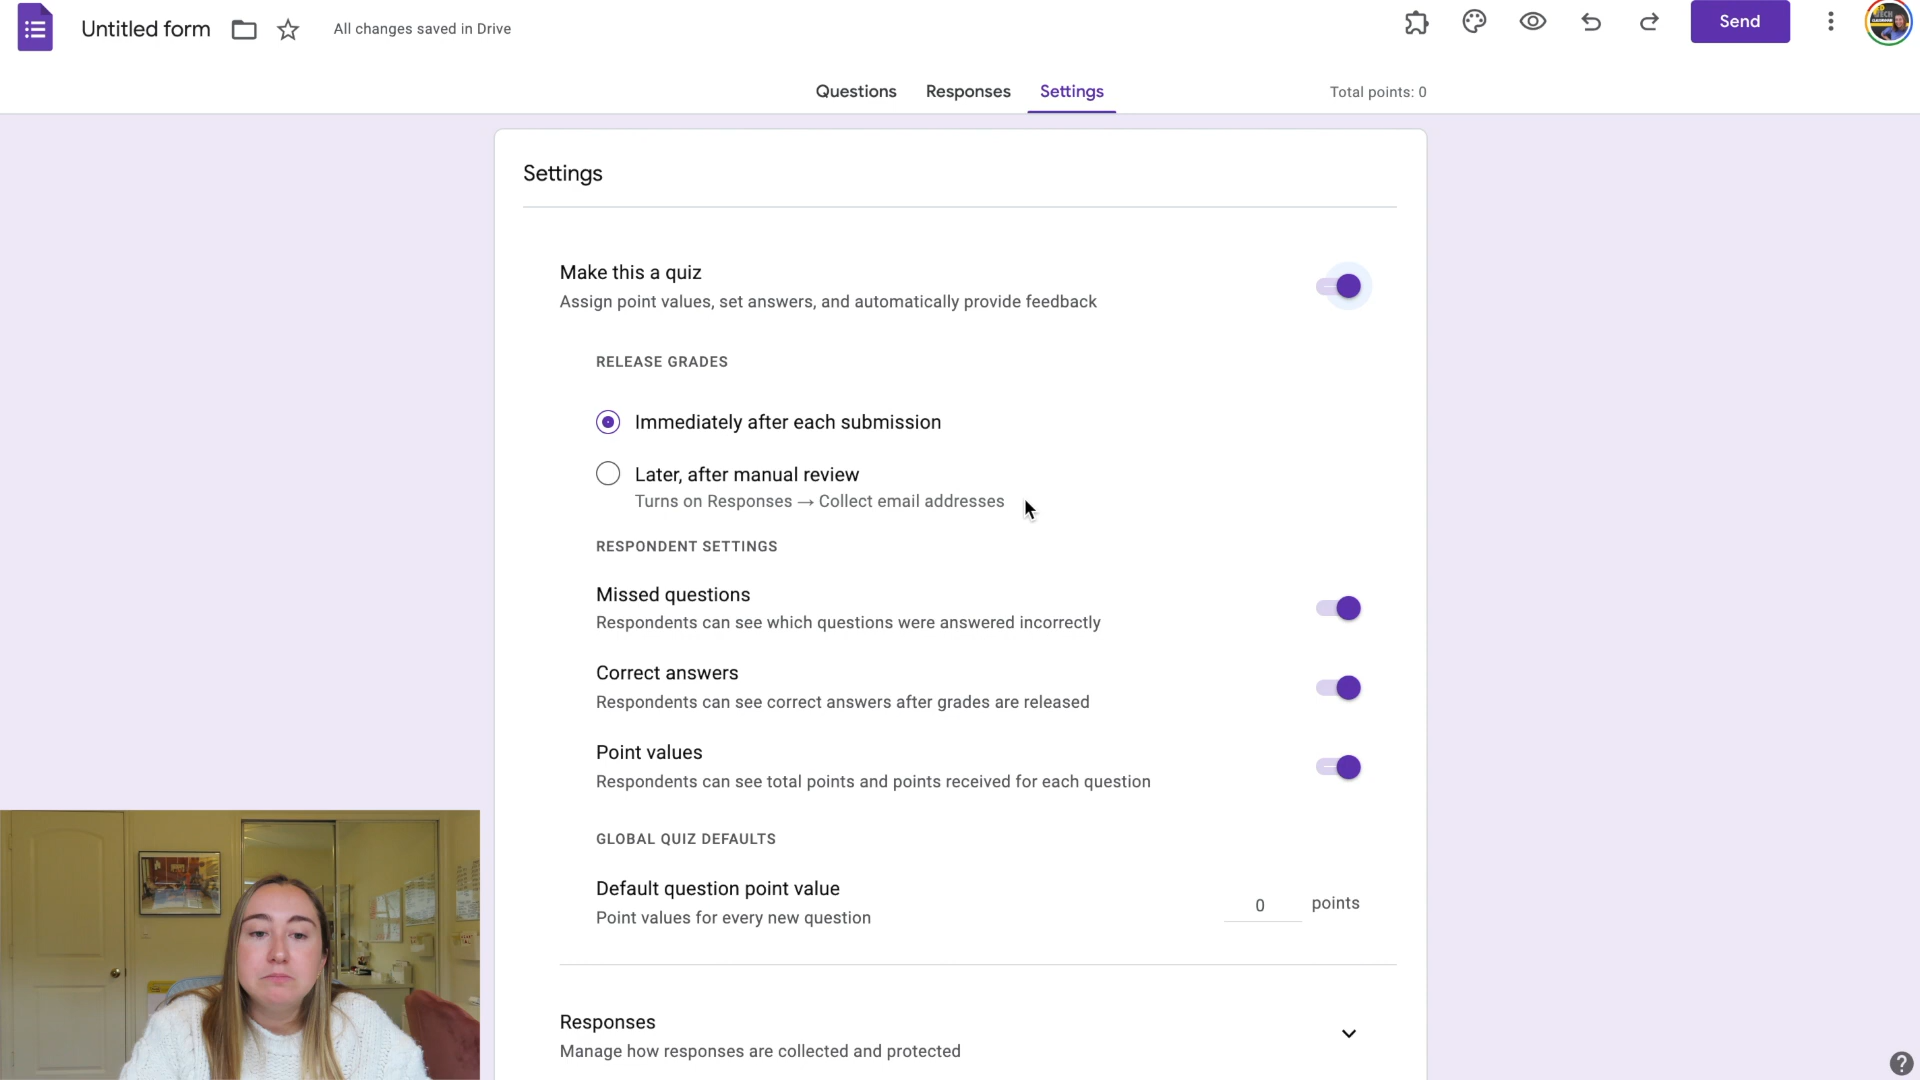 Untitled form
All changes saved in Drive
Send
Questions
Responses
Settings
Total points: 0
Settings
Make this a quiz
Assign point values, set answers, and automatically provide feedback
RELEASE GRADES
Immediately after each submission
Later, after manual review
Turns on Responses → Collect email addresses
RESPONDENT SETTINGS
Missed questions
Respondents can see which questions were answered incorrectly
Correct answers
Respondents can see correct answers after grades are released
Point values
Respondents can see total points and points received for each question
GLOBAL QUIZ DEFAULTS
Default question point value
Point values for every new question
0 points
Responses
Manage how responses are collected and protected